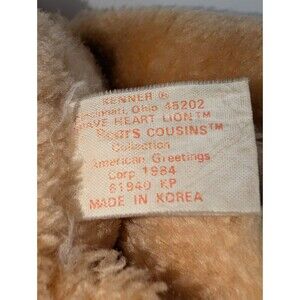 KENNER ®
Cincinnati, Ohio 45202
BRAVE HEART LION™
Bears COUSINS™
Collection
American Greetings
Corp 1984
61940 KP
MADE IN KOREA